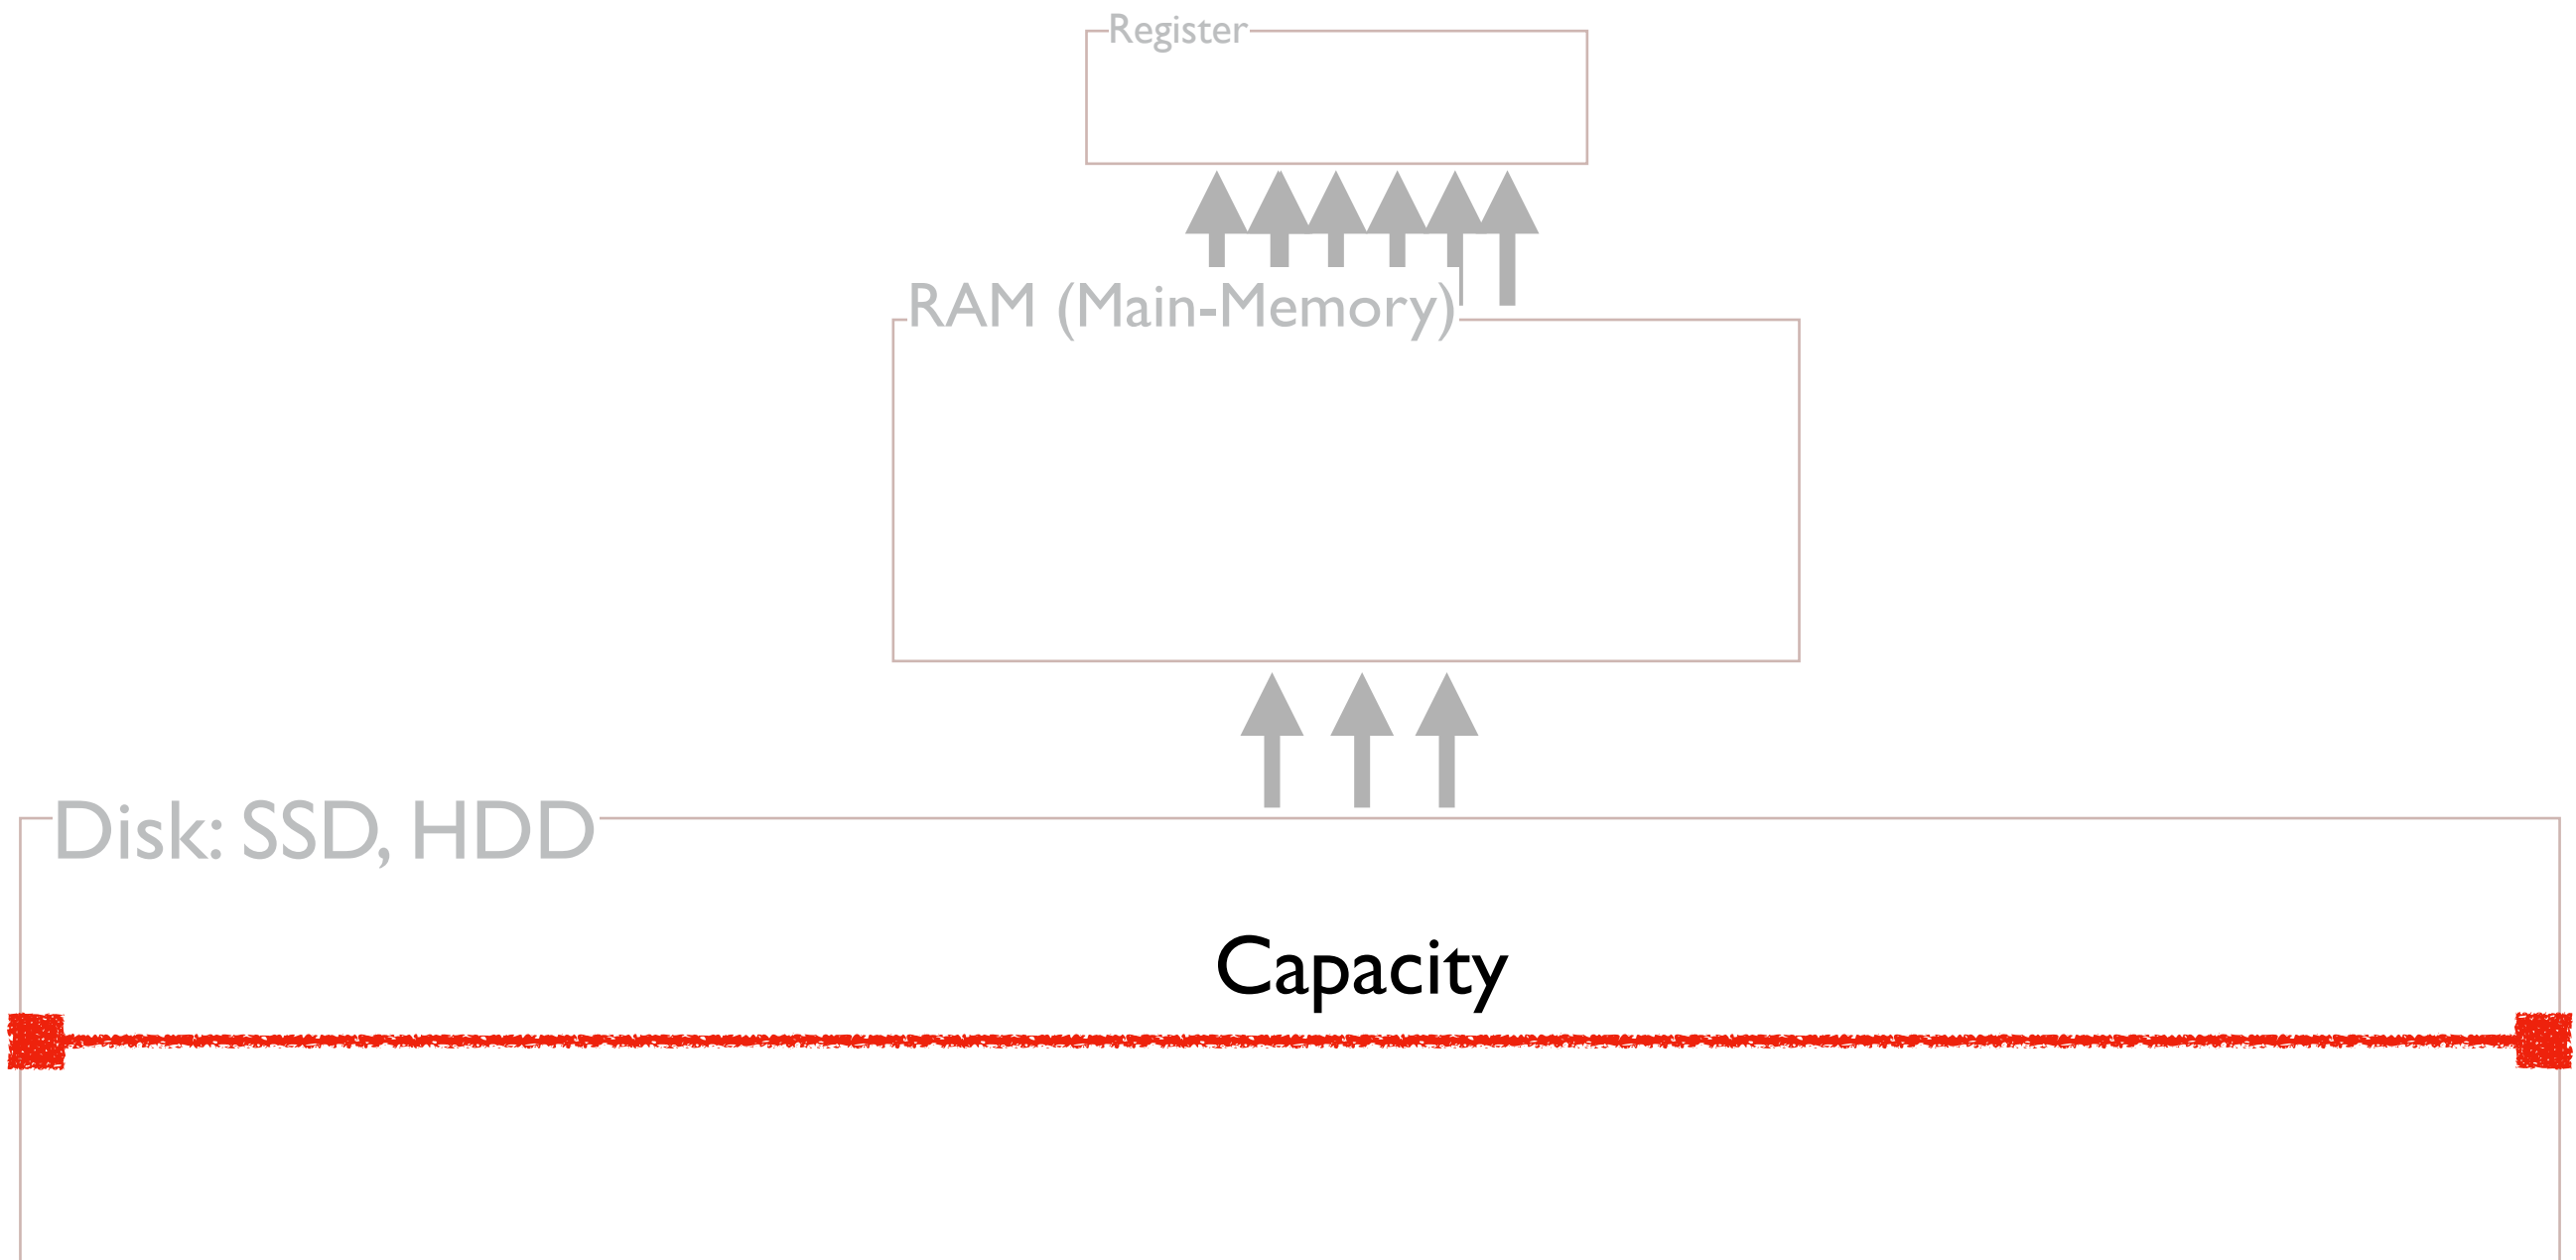 Register
RAM (Main-Memory)
Disk: SSD, HDD
Capacity